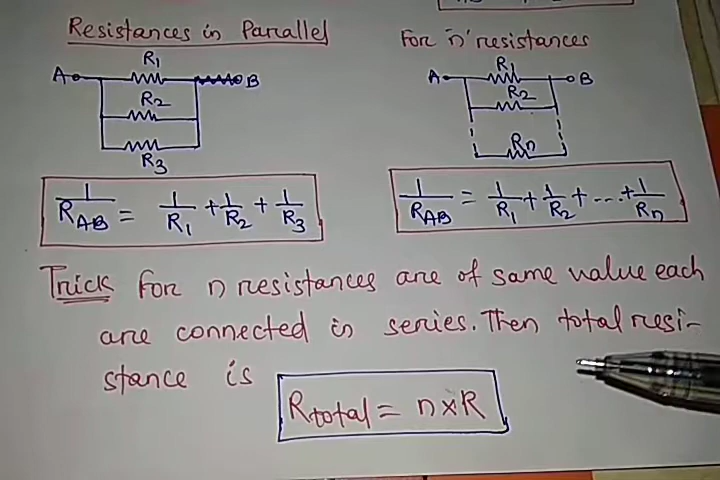 Resistances in Parallel
For 'n' resistances
R1
A
B
R2
R3
R1
A
B
R2
Rn
1/RAB = 1/R1 + 1/R2 + 1/R3
1/RAB = 1/R1 + 1/R2 + ... + 1/Rn
Trick For n resistances are of same value each
are connected in series. Then total resi-
stance is
Rtotal = n×R